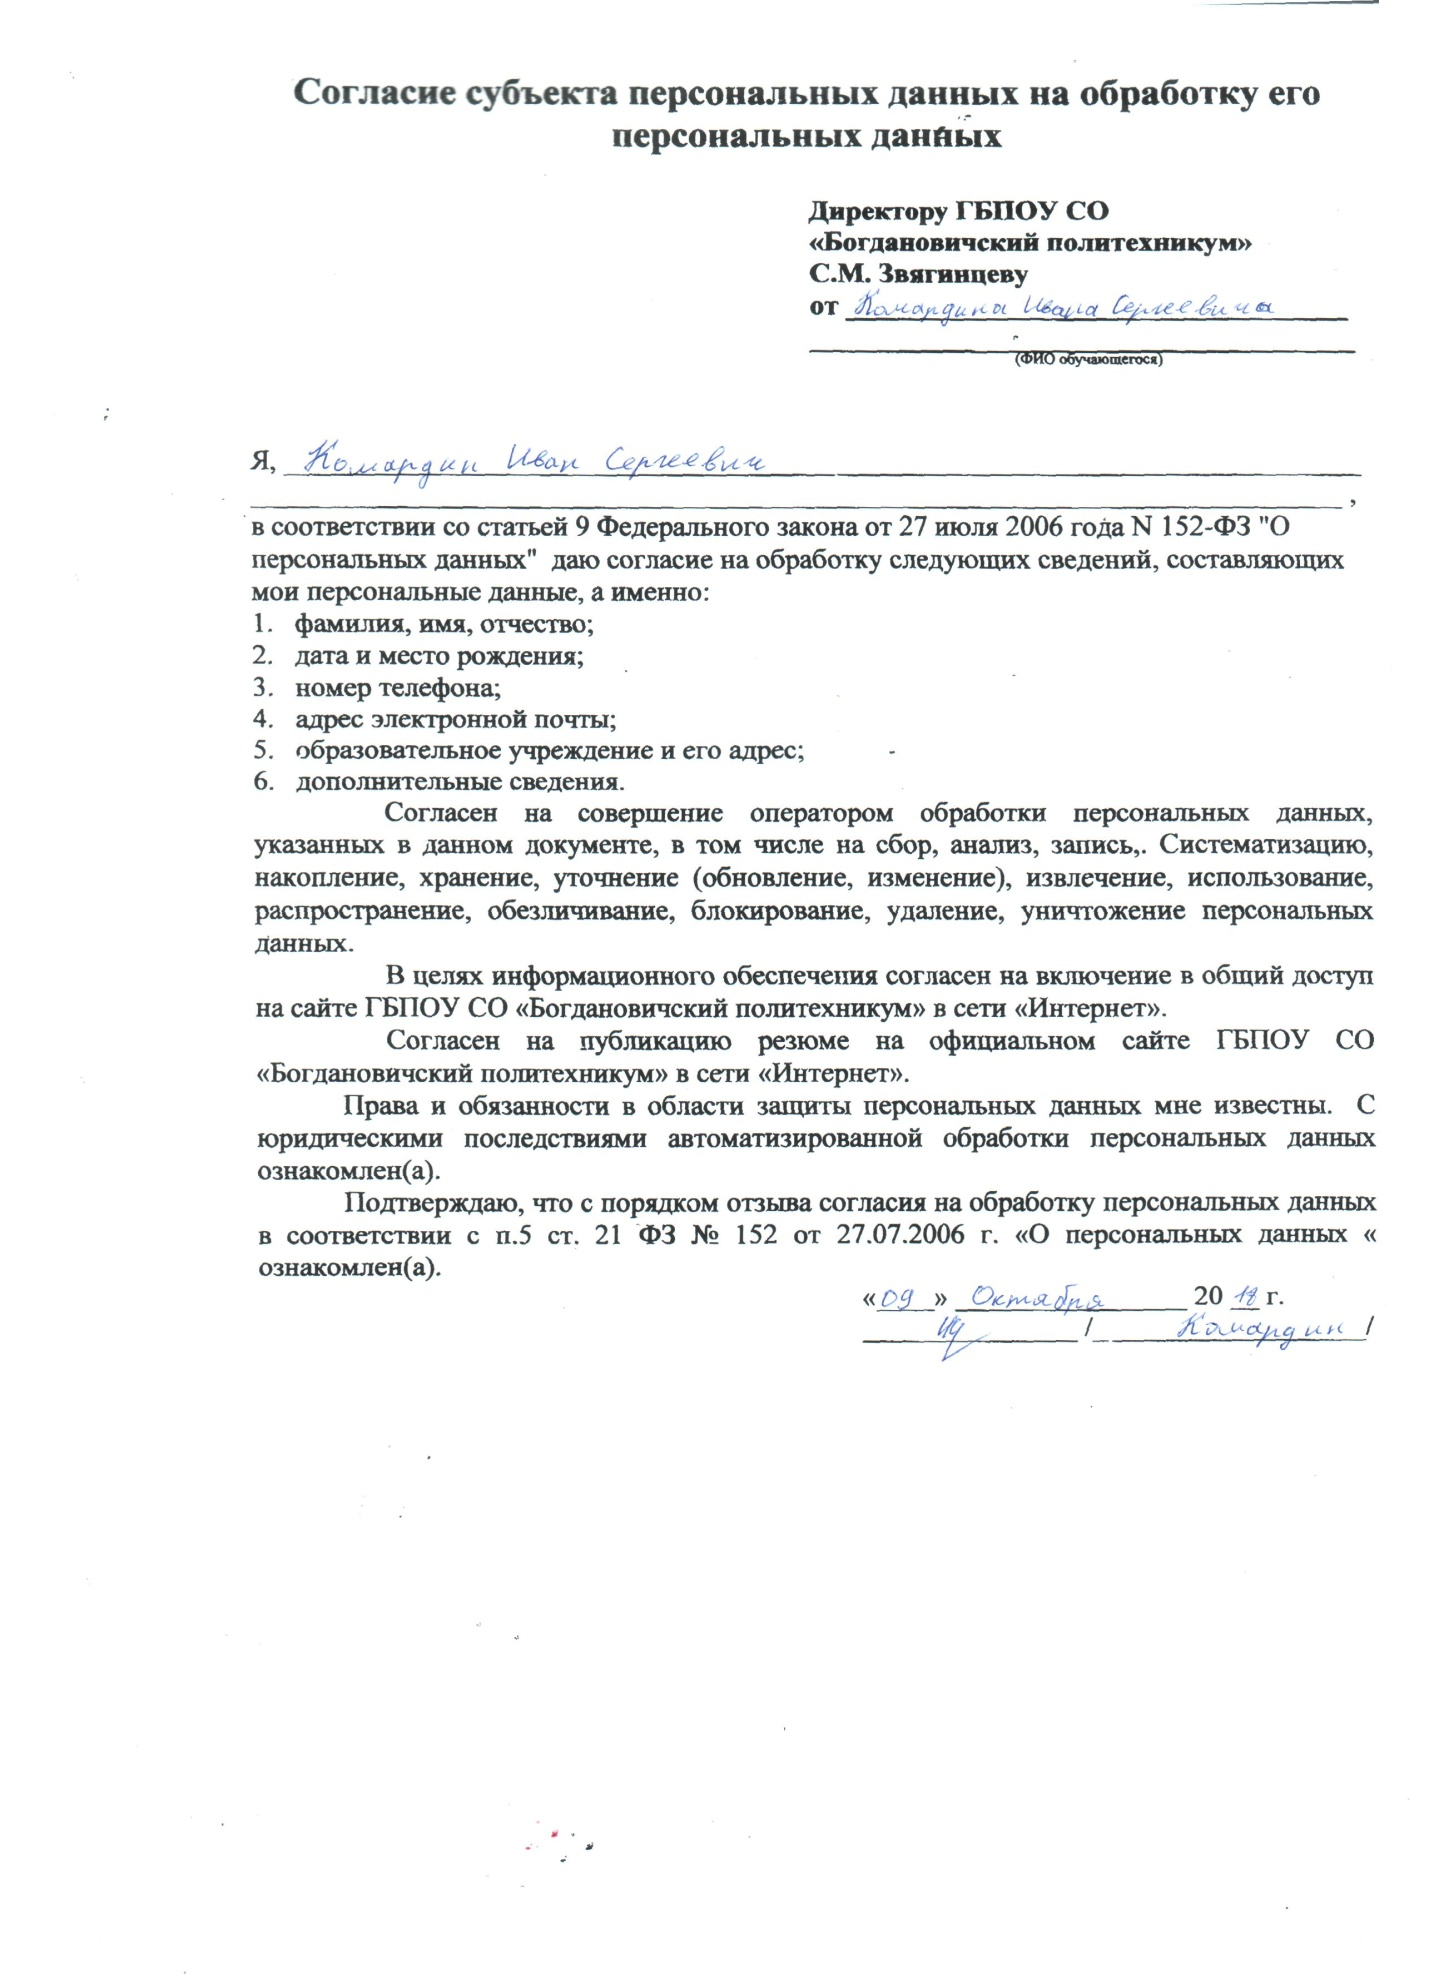 Согласие субъекта персональных данных на обработку его
персональных данных
Директору ГБПОУ СО
«Богдановичский политехникум»
С.М. Звягинцеву
от Комардина Ивана Сергеевича
(ФИО обучающегося)
Я, Комардин Иван Сергеевич
,
в соответствии со статьей 9 Федерального закона от 27 июля 2006 года N 152-ФЗ "О
персональных данных" даю согласие на обработку следующих сведений, составляющих
мои персональные данные, а именно:
1. фамилия, имя, отчество;
2. дата и место рождения;
3. номер телефона;
4. адрес электронной почты;
5. образовательное учреждение и его адрес;
6. дополнительные сведения.
Согласен на совершение оператором обработки персональных данных,
указанных в данном документе, в том числе на сбор, анализ, запись,. Систематизацию,
накопление, хранение, уточнение (обновление, изменение), извлечение, использование,
распространение, обезличивание, блокирование, удаление, уничтожение персональных
данных.
В целях информационного обеспечения согласен на включение в общий доступ
на сайте ГБПОУ СО «Богдановичский политехникум» в сети «Интернет».
Согласен на публикацию резюме на официальном сайте ГБПОУ СО
«Богдановичский политехникум» в сети «Интернет».
Права и обязанности в области защиты персональных данных мне известны. С
юридическими последствиями автоматизированной обработки персональных данных
ознакомлен(а).
Подтверждаю, что с порядком отзыва согласия на обработку персональных данных
в соответствии с п.5 ст. 21 ФЗ № 152 от 27.07.2006 г. «О персональных данных «
ознакомлен(а).
«09» Октября 2018 г.
/ Комардин /